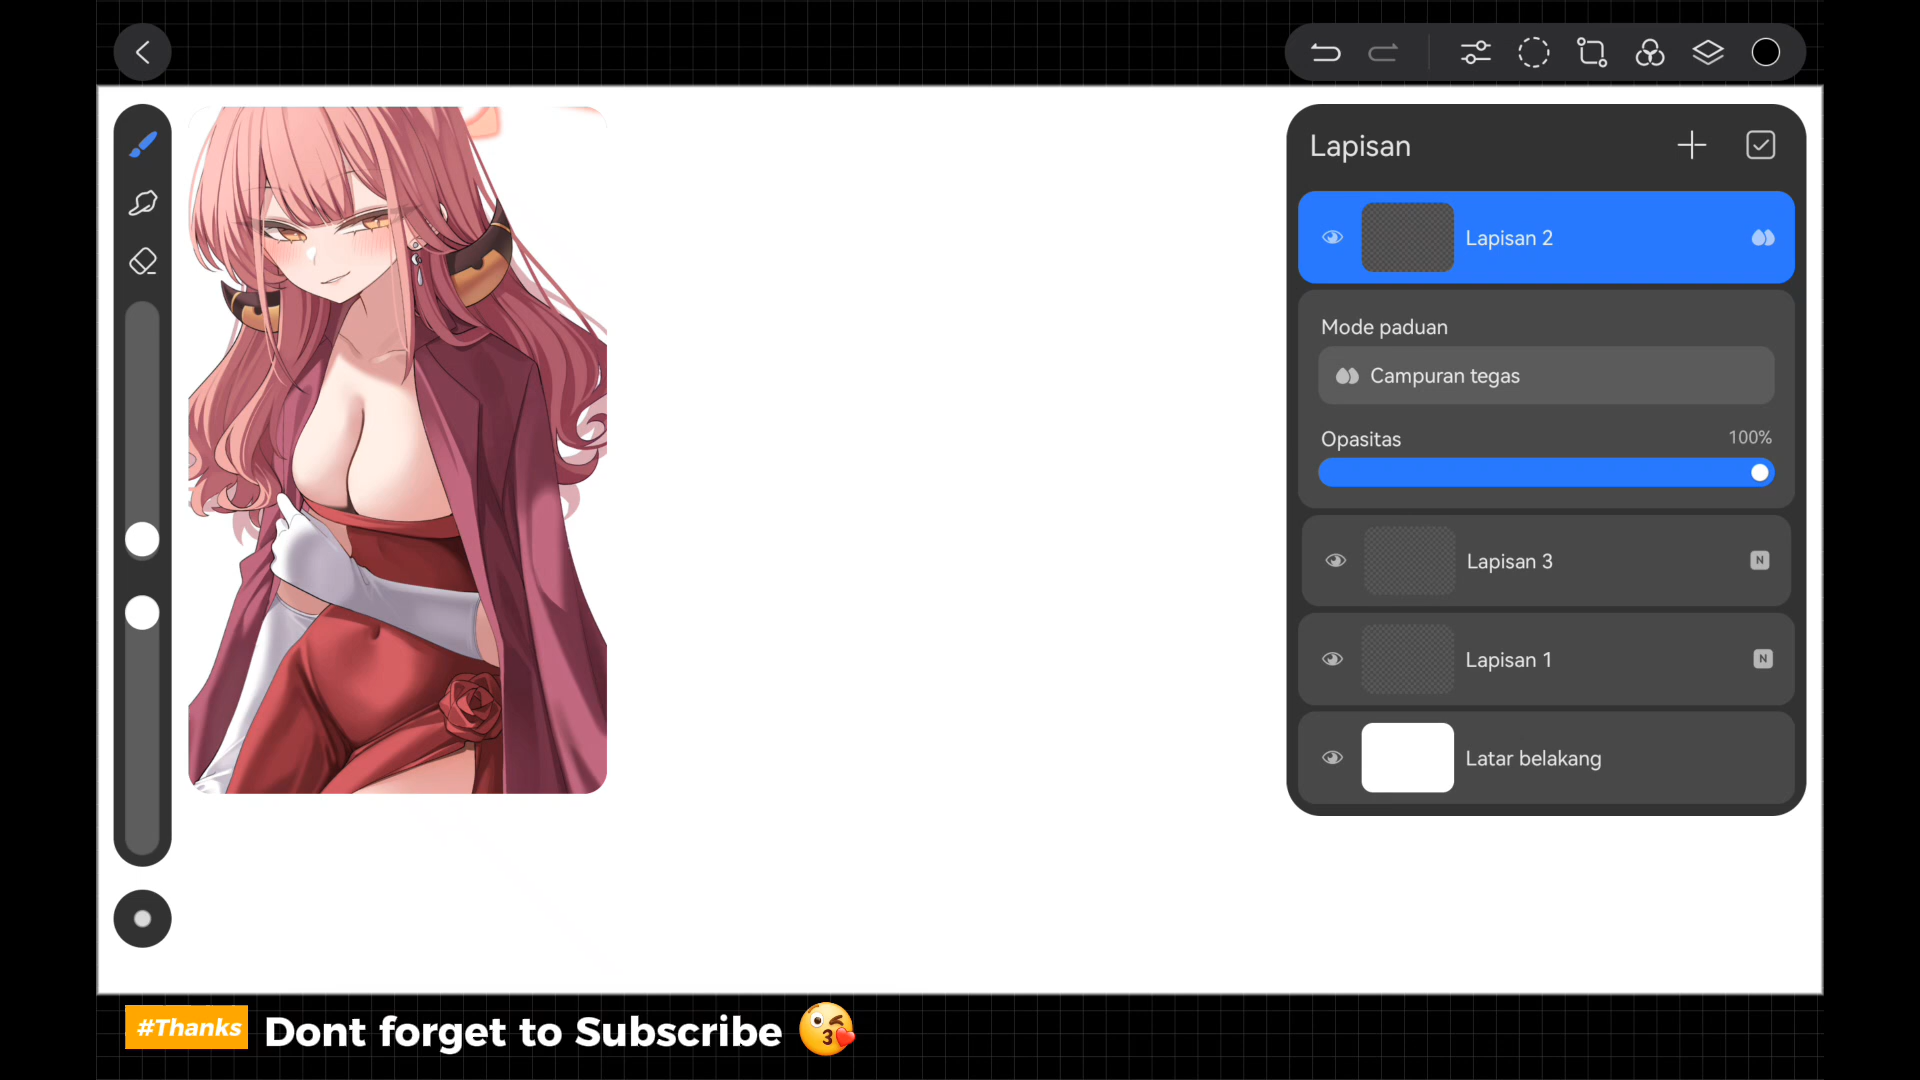 Lapisan
Lapisan 2
Mode paduan
Campuran tegas
Opasitas 100%
Lapisan 3 N
Lapisan 1 N
Latar belakang
#Thanks Dont forget to Subscribe 😘